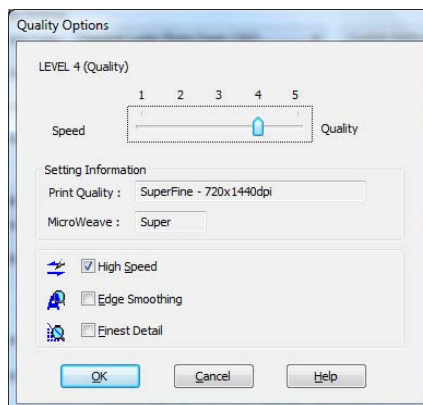 Quality Options
LEVEL 4 (Quality)
1 2 3 4 5
Speed Quality
Setting Information
Print Quality : SuperFine - 720x1440dpi
MicroWeave : Super
High Speed
Edge Smoothing
Finest Detail
OK Cancel Help